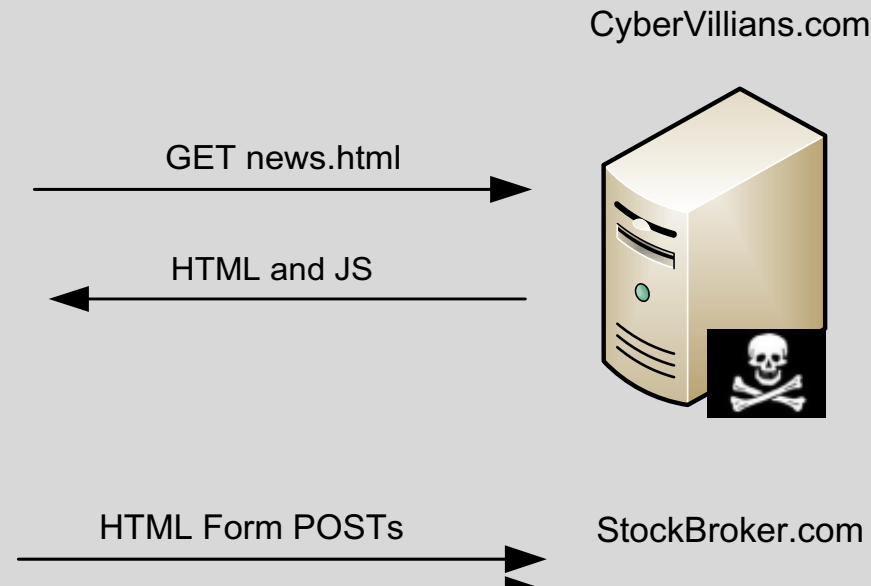 CyberVillians.com
GET news.html
HTML and JS
HTML Form POSTs
StockBroker.com